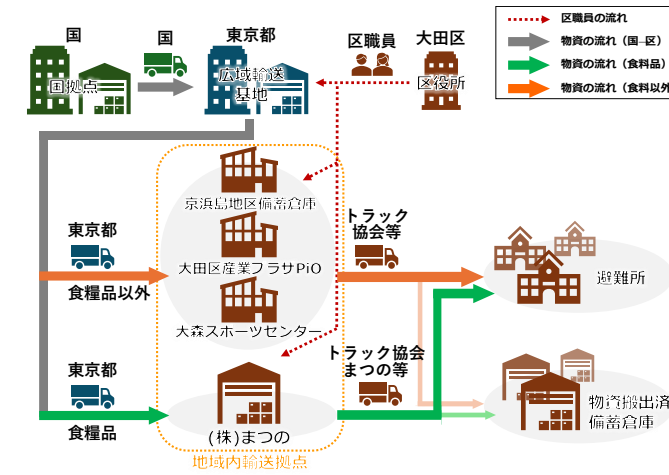 国
国
東京都
区職員
大田区
国拠点
広域輸送
基地
区役所
区職員の流れ
物資の流れ（国→区）
物資の流れ（食料品）
物資の流れ（食料以外
京浜島地区備蓄倉庫
東京都
食糧品以外
大田区産業プラザPiO
大森スポーツセンター
トラック
協会等
避難所
東京都
食糧品
(株)まつの
トラック協会
まつの等
物資搬出済
備蓄倉庫
地域内輸送拠点